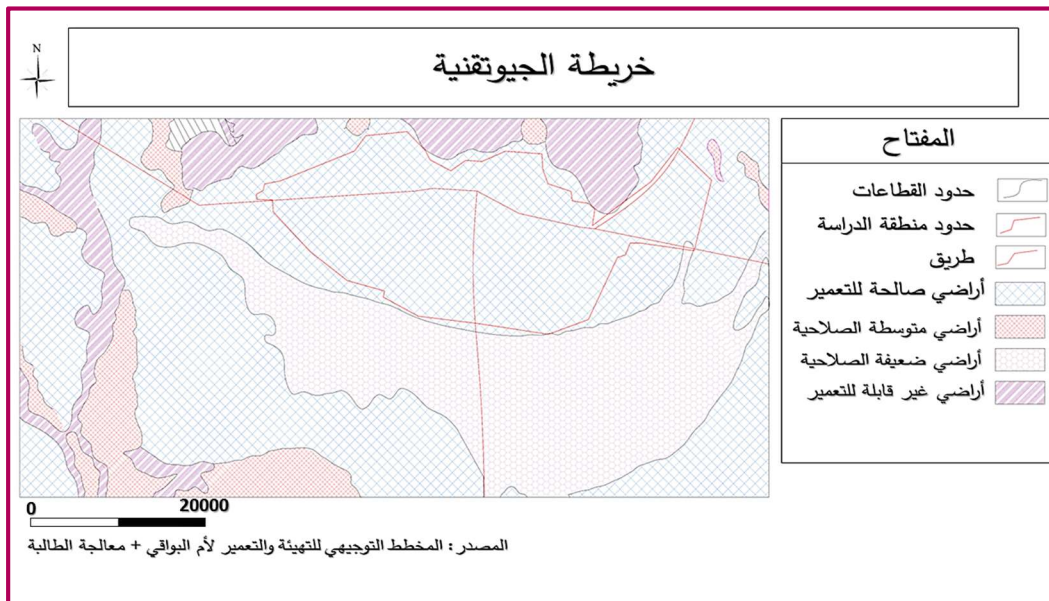 N
خريطة الجيوتقنية
المفتاح
حدود القطاعات
حدود منطقة الدراسة
طريق
أراضي صالحة للتعمير
أراضي متوسطة الصلاحية
أراضي ضعيفة الصلاحية
أراضي غير قابلة للتعمير
0 20000
المصدر: المخطط التوجيهي للتهيئة والتعمير لأم البواقي + معالجة الطالبة